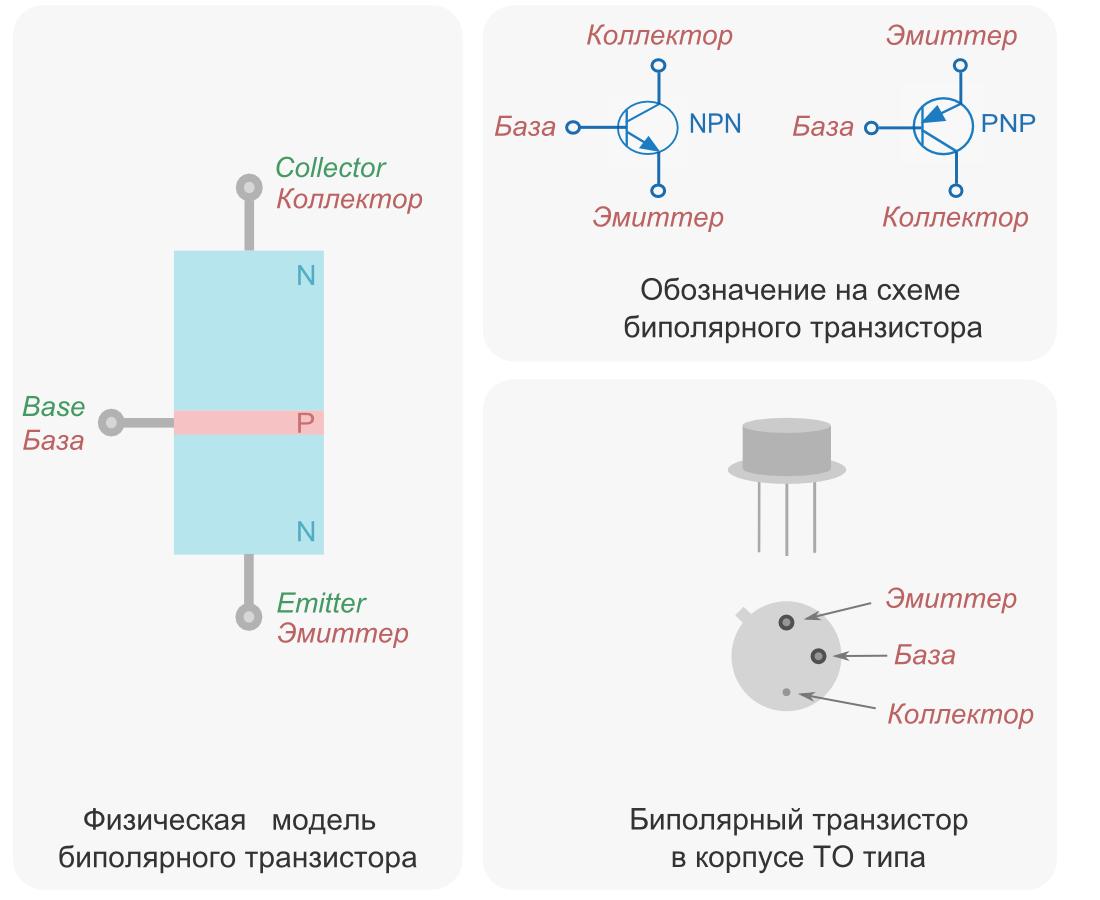 Collector
Коллектор
N
Base
База
P
N
Emitter
Эмиттер
Физическая модель
биполярного транзистора
Коллектор
База
NPN
Эмиттер
Эмиттер
База
PNP
Коллектор
Обозначение на схеме
биполярного транзистора
Эмиттер
База
Коллектор
Биполярный транзистор
в корпусе ТО типа